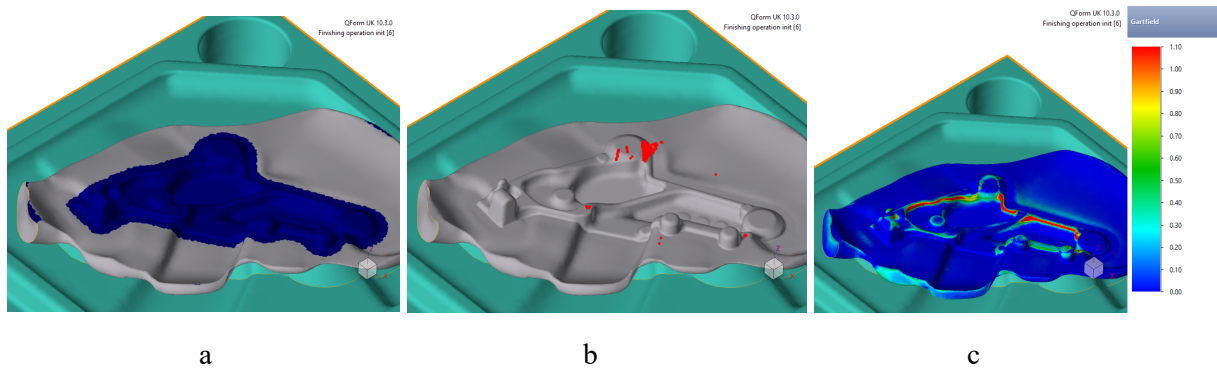 QForm UK 10.3.0
Finishing operation init [6]
QForm UK 10.3.0
Finishing operation init [6]
QForm UK 10.3.0
Finishing operation init [6]
Gartfield
1.10
1.00
0.90
0.80
0.70
0.60
0.50
0.40
0.30
0.20
0.10
0.00
a
b
c